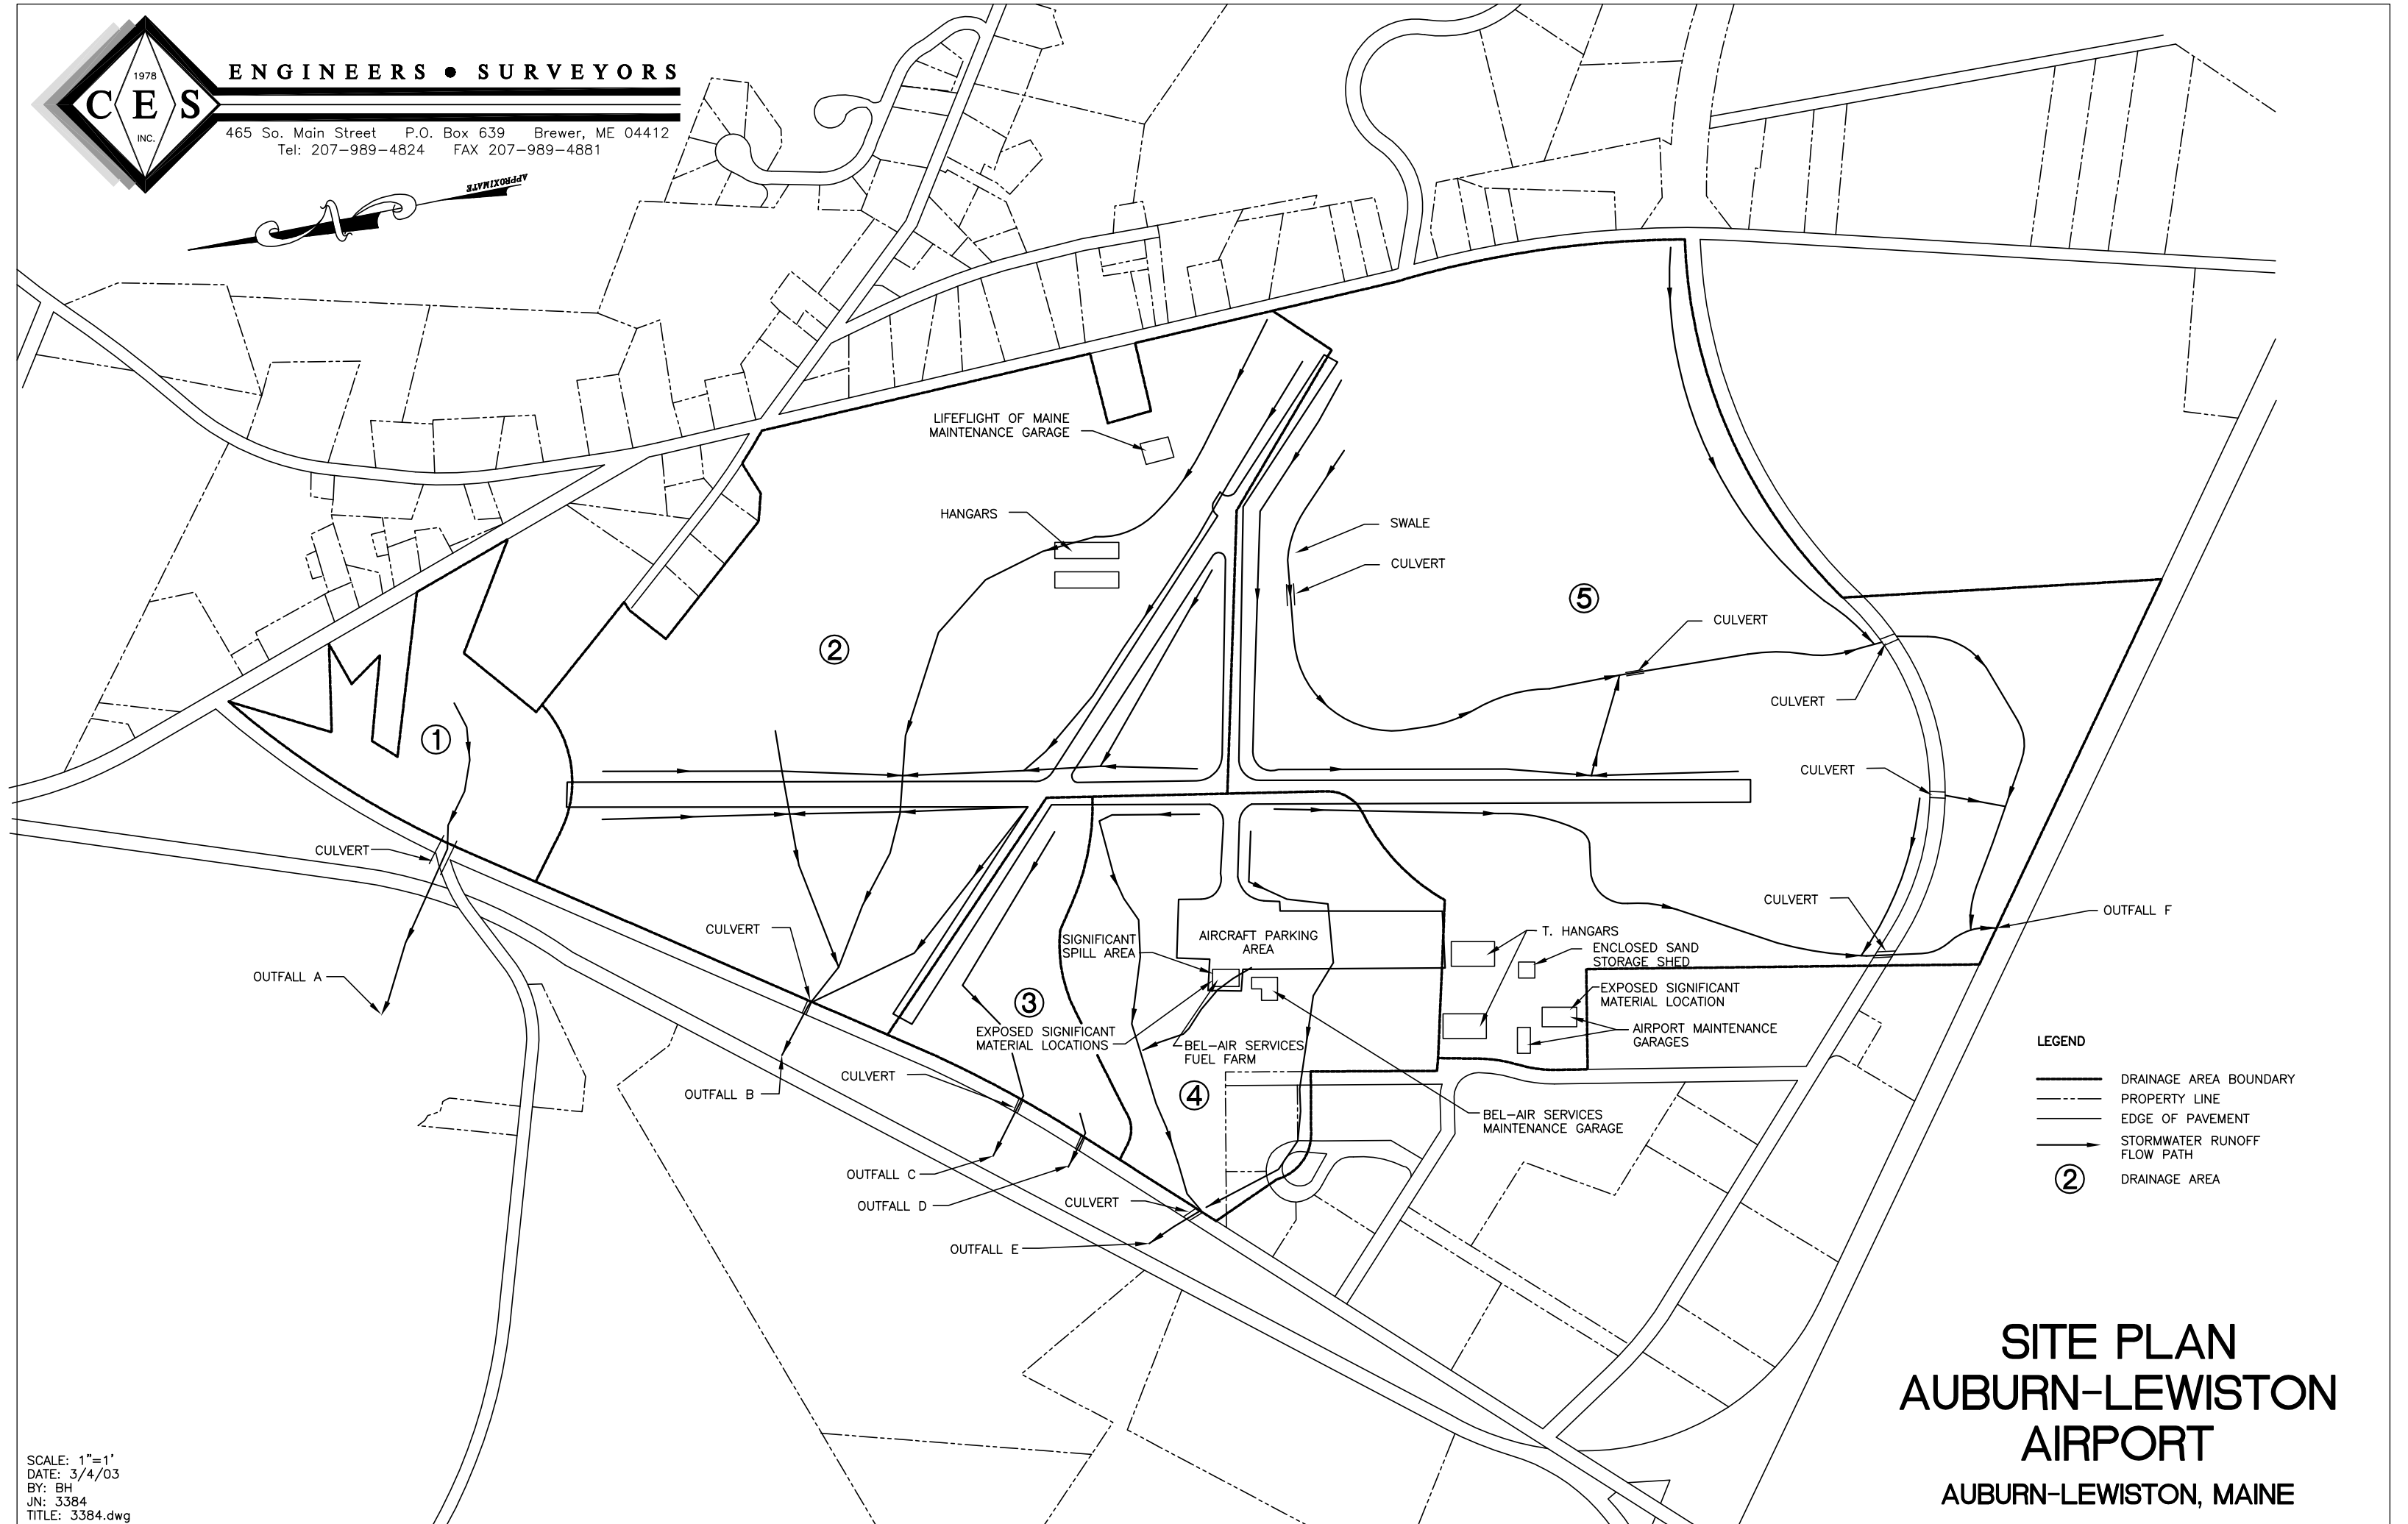 ENGINEERS • SURVEYORS
1978
C E S
INC.
465 So. Main Street P.O. Box 639 Brewer, ME 04412
Tel: 207-989-4824 FAX 207-989-4881
APPROXIMATE
N
LIFEFLIGHT OF MAINE
MAINTENANCE GARAGE
HANGARS
SWALE
CULVERT
5
CULVERT
2
CULVERT
1
CULVERT
CULVERT
CULVERT
OUTFALL F
CULVERT
OUTFALL A
SIGNIFICANT
SPILL AREA
AIRCRAFT PARKING
AREA
T. HANGARS
ENCLOSED SAND
STORAGE SHED
EXPOSED SIGNIFICANT
MATERIAL LOCATION
AIRPORT MAINTENANCE
GARAGES
3
EXPOSED SIGNIFICANT
MATERIAL LOCATIONS
BEL-AIR SERVICES
FUEL FARM
CULVERT
OUTFALL B
4
BEL-AIR SERVICES
MAINTENANCE GARAGE
OUTFALL C
OUTFALL D
CULVERT
OUTFALL E
LEGEND
DRAINAGE AREA BOUNDARY
PROPERTY LINE
EDGE OF PAVEMENT
STORMWATER RUNOFF
FLOW PATH
2 DRAINAGE AREA
SITE PLAN
AUBURN-LEWISTON
AIRPORT
AUBURN-LEWISTON, MAINE
SCALE: 1"=1'
DATE: 3/4/03
BY: BH
JN: 3384
TITLE: 3384.dwg